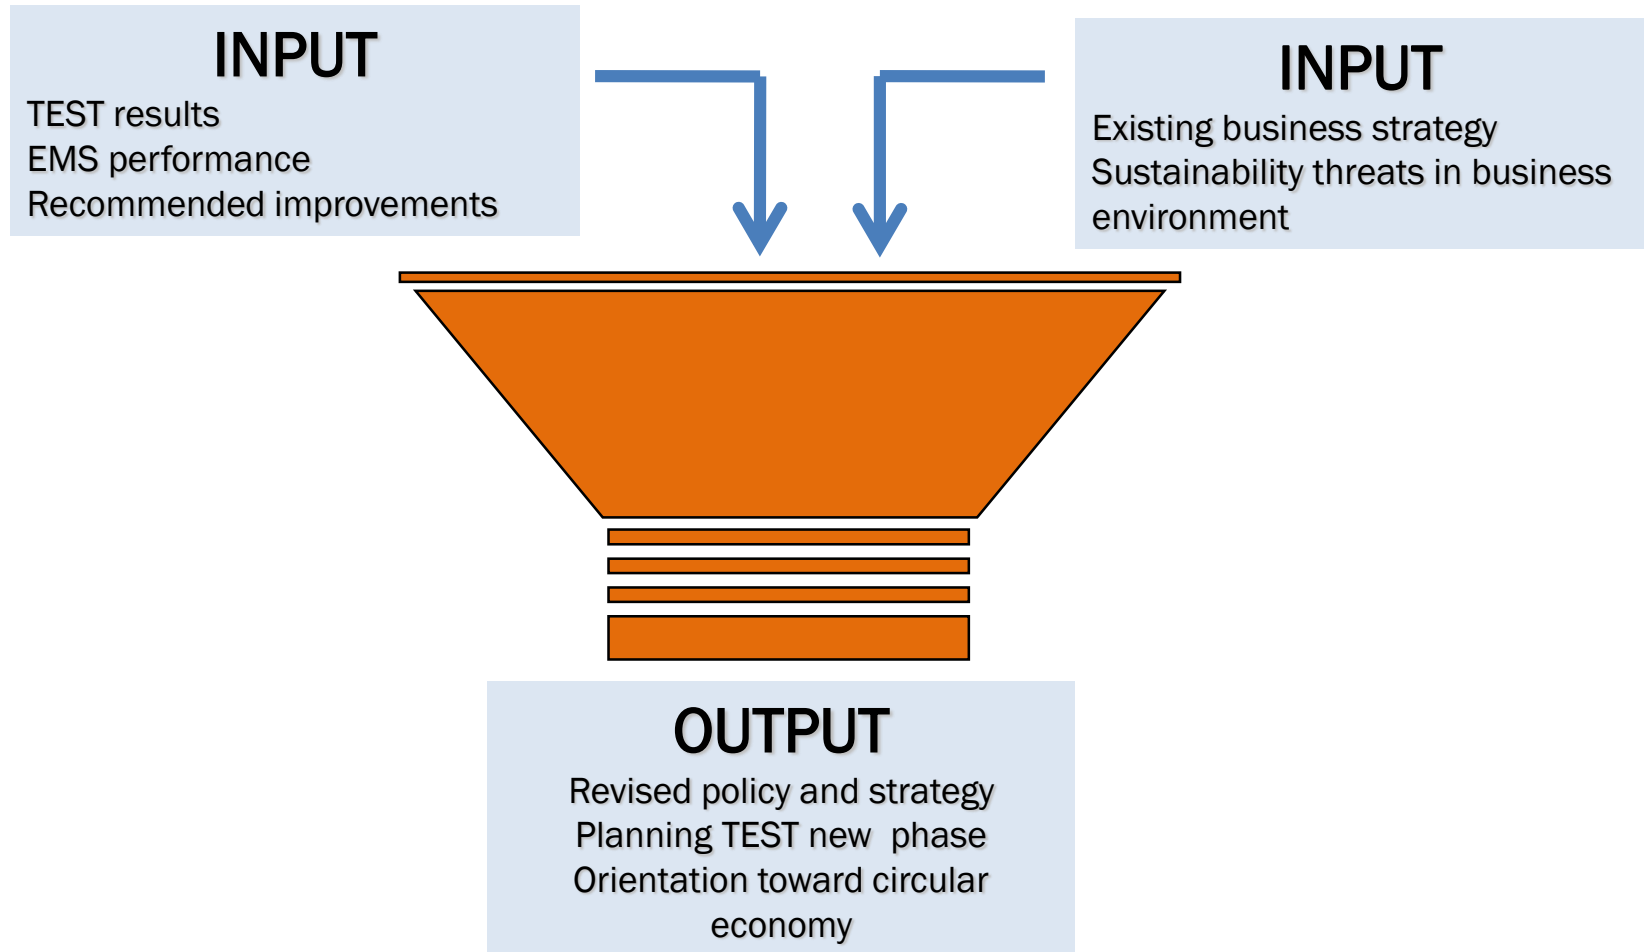 INPUT
TEST results
EMS performance
Recommended improvements
INPUT
Existing business strategy
Sustainability threats in business
environment
OUTPUT
Revised policy and strategy
Planning TEST new  phase
Orientation toward circular
economy